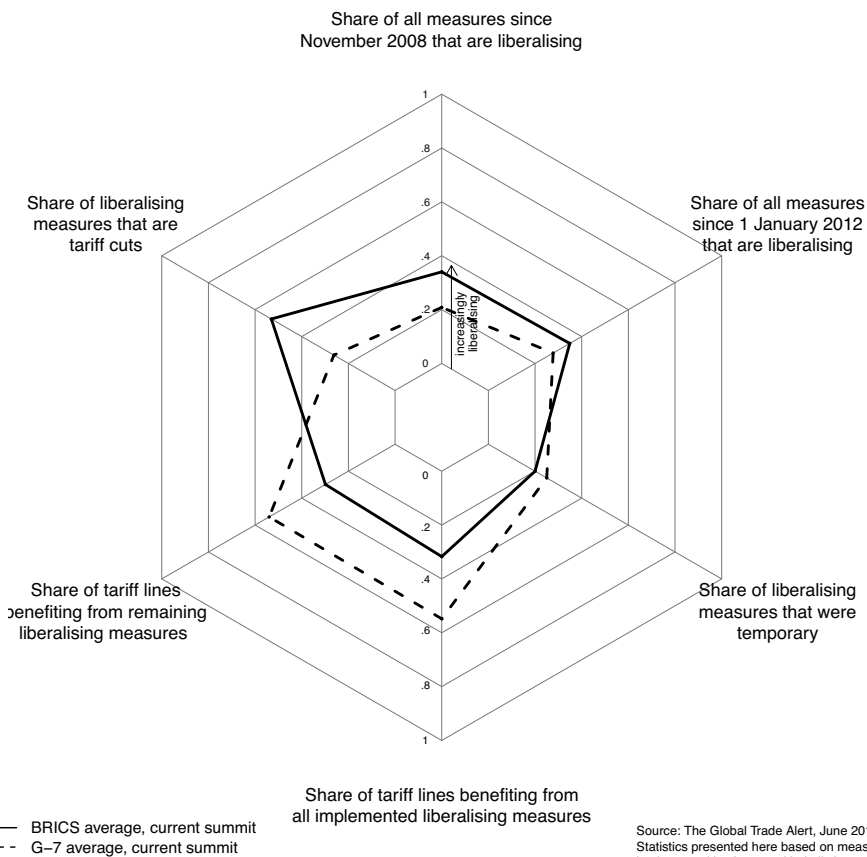 Share of all measures since
November 2008 that are liberalising
1
.8
.6
.4
.2
0
increasingly
liberalising
Share of liberalising
measures that are
tariff cuts
Share of all measures
since 1 January 2012
that are liberalising
0
.2
.4
.6
.8
1
Share of tariff lines
benefiting from remaining
liberalising measures
Share of liberalising
measures that were
temporary
Share of tariff lines benefiting from
all implemented liberalising measures
BRICS average, current summit
G−7 average, current summit
Source: The Global Trade Alert, June
Statistics presented here based on